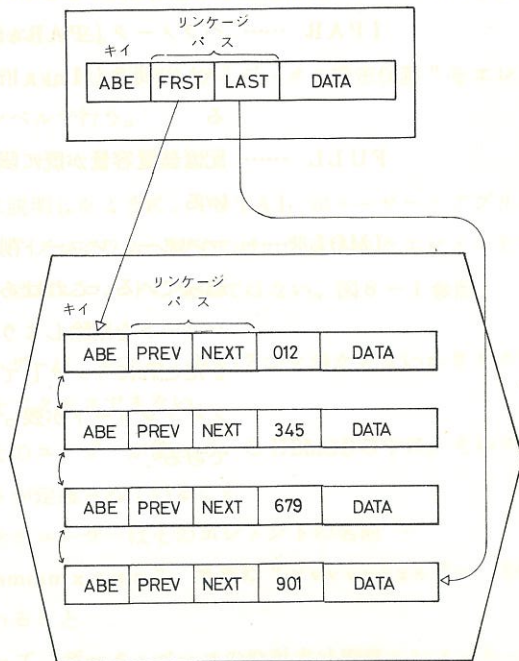 リンケージ
パス
キイ
ABE FRST LAST DATA
リンケージ
パス
キイ
ABE PREV NEXT 012 DATA
ABE PREV NEXT 345 DATA
ABE PREV NEXT 679 DATA
ABE PREV NEXT 901 DATA